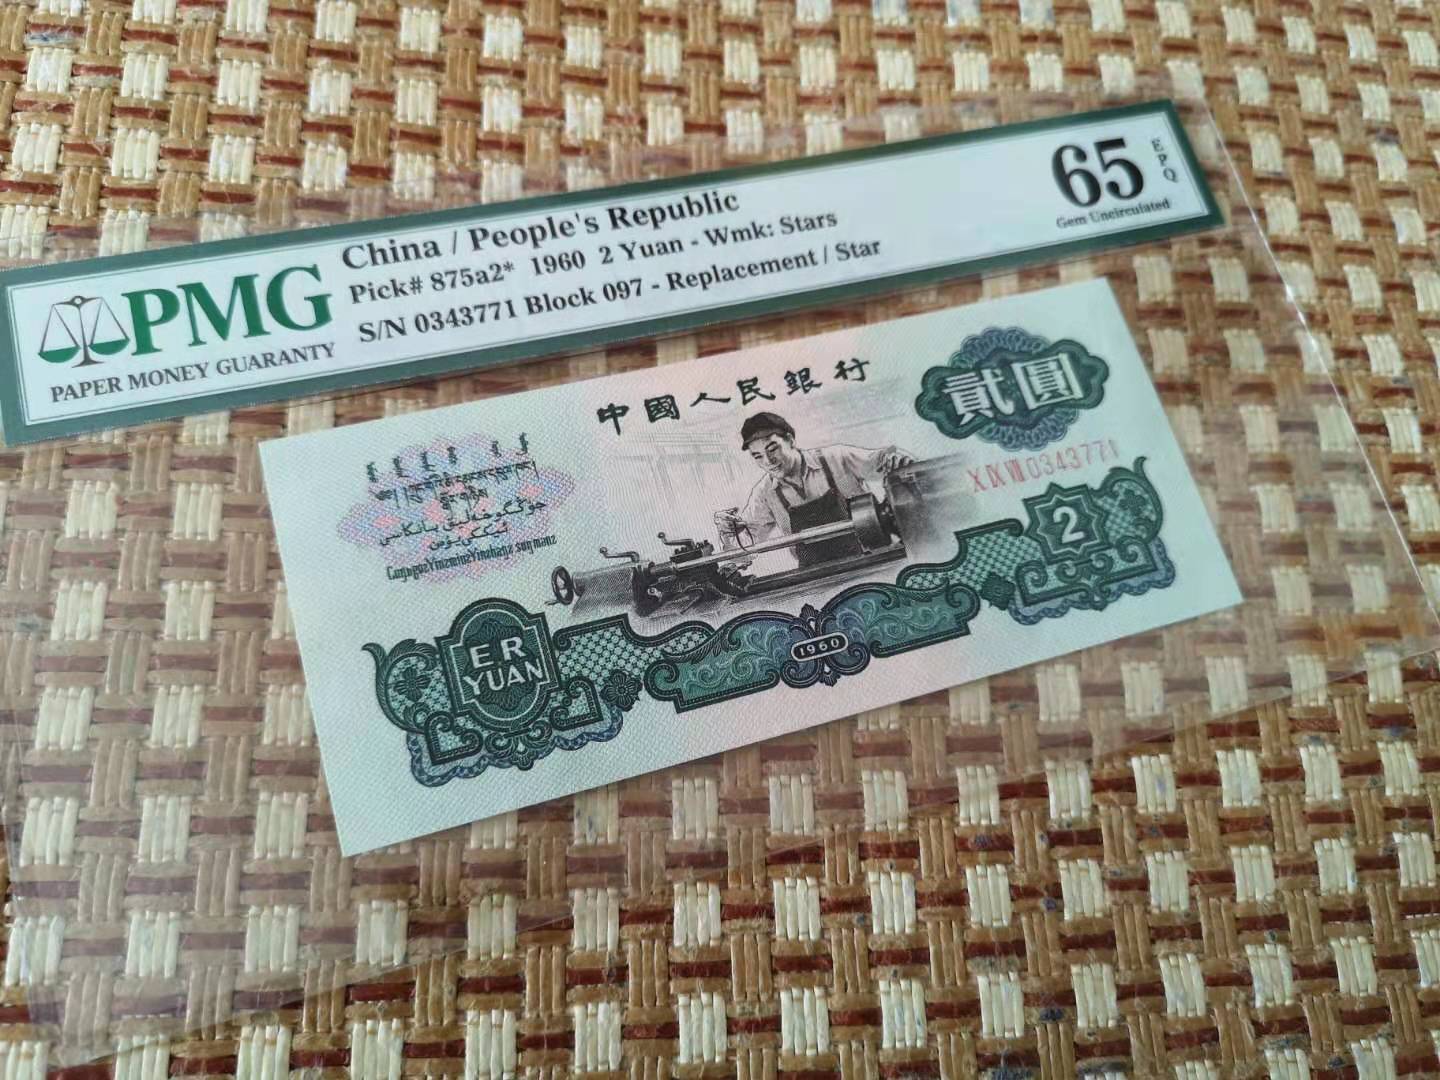 PMG
PAPER MONEY GUARANTY
China / People's Republic
Pick# 875a2* 1960 2 Yuan - Wmk: Stars
S/N 0343771 Block 097 - Replacement / Star
65
EPQ
Gem Uncirculated
中國人民銀行
貳圓
0343771
2
ER
YUAN
1960